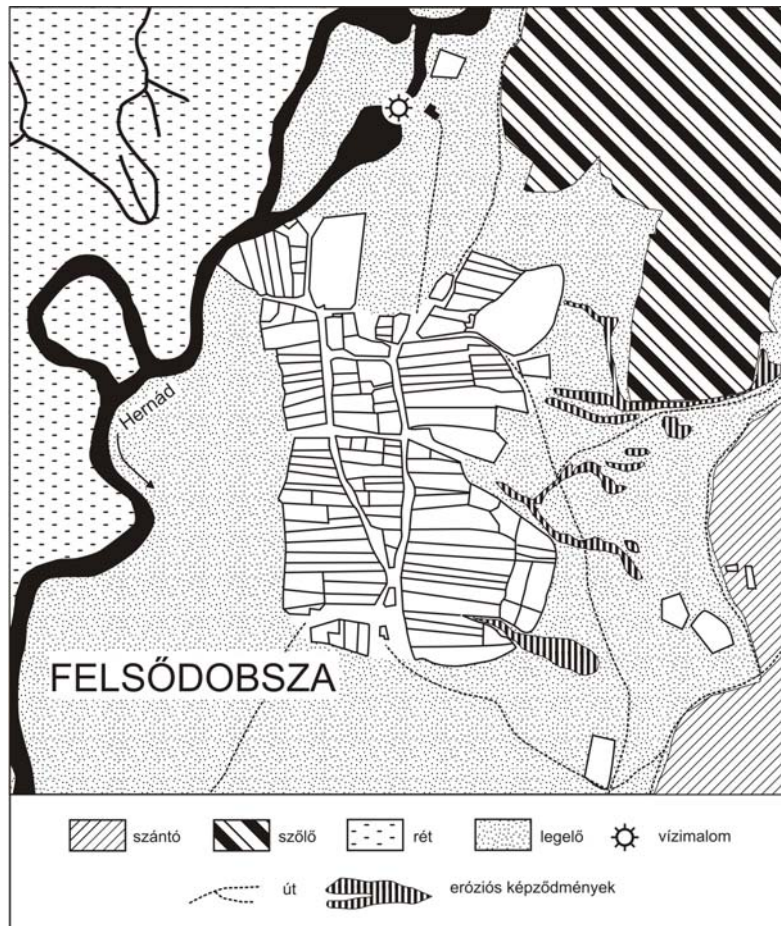 Hernád
FELSŐDOBSZA
szántó szőlő rét legelő vízimalom
út eróziós képződmények